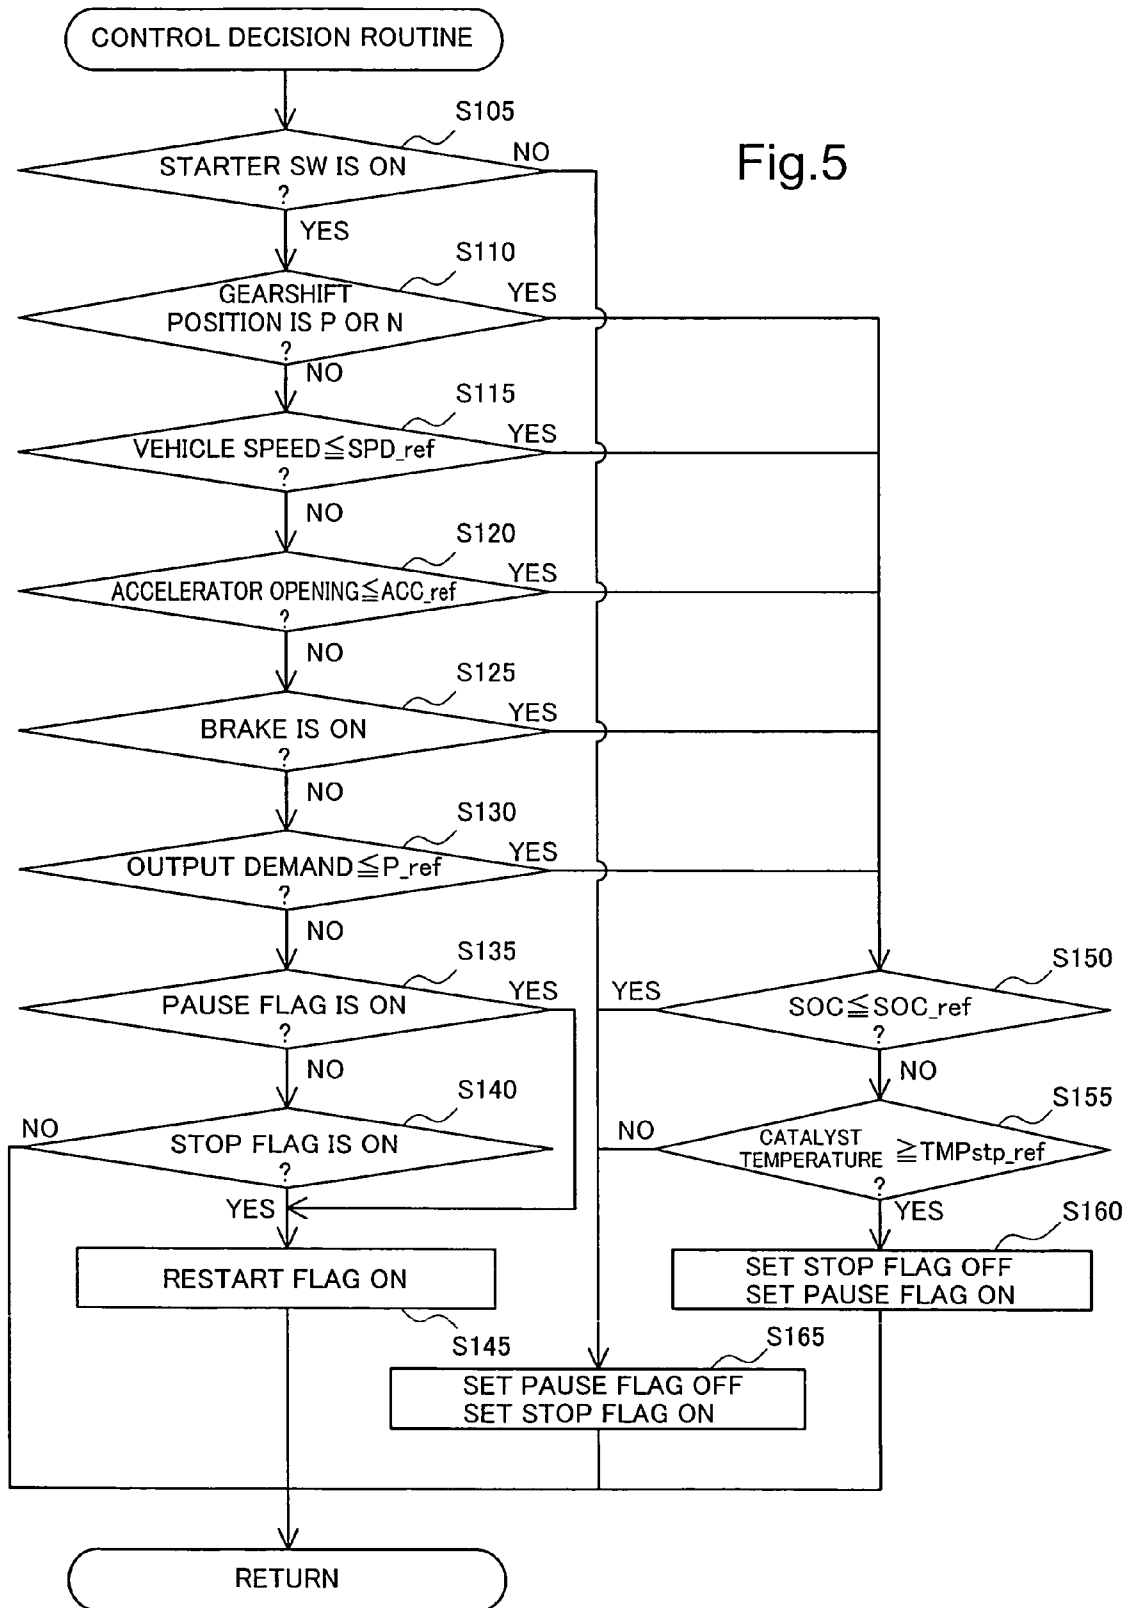 CONTROL DECISION ROUTINE
Fig.5
S105
STARTER SW IS ON
?
NO
YES
S110
GEARSHIFT
POSITION IS P OR N
?
YES
NO
S115
VEHICLE SPEED≦SPD_ref
?
YES
NO
S120
ACCELERATOR OPENING≦ACC_ref
?
YES
NO
S125
BRAKE IS ON
?
YES
NO
S130
OUTPUT DEMAND≦P_ref
?
YES
NO
S135
PAUSE FLAG IS ON
?
YES
NO
S150
SOC≦SOC_ref
?
YES
NO
S140
STOP FLAG IS ON
?
NO
YES
S155
CATALYST
TEMPERATURE ≧TMPstp_ref
?
NO
YES
RESTART FLAG ON
S145
S160
SET STOP FLAG OFF
SET PAUSE FLAG ON
S165
SET PAUSE FLAG OFF
SET STOP FLAG ON
RETURN